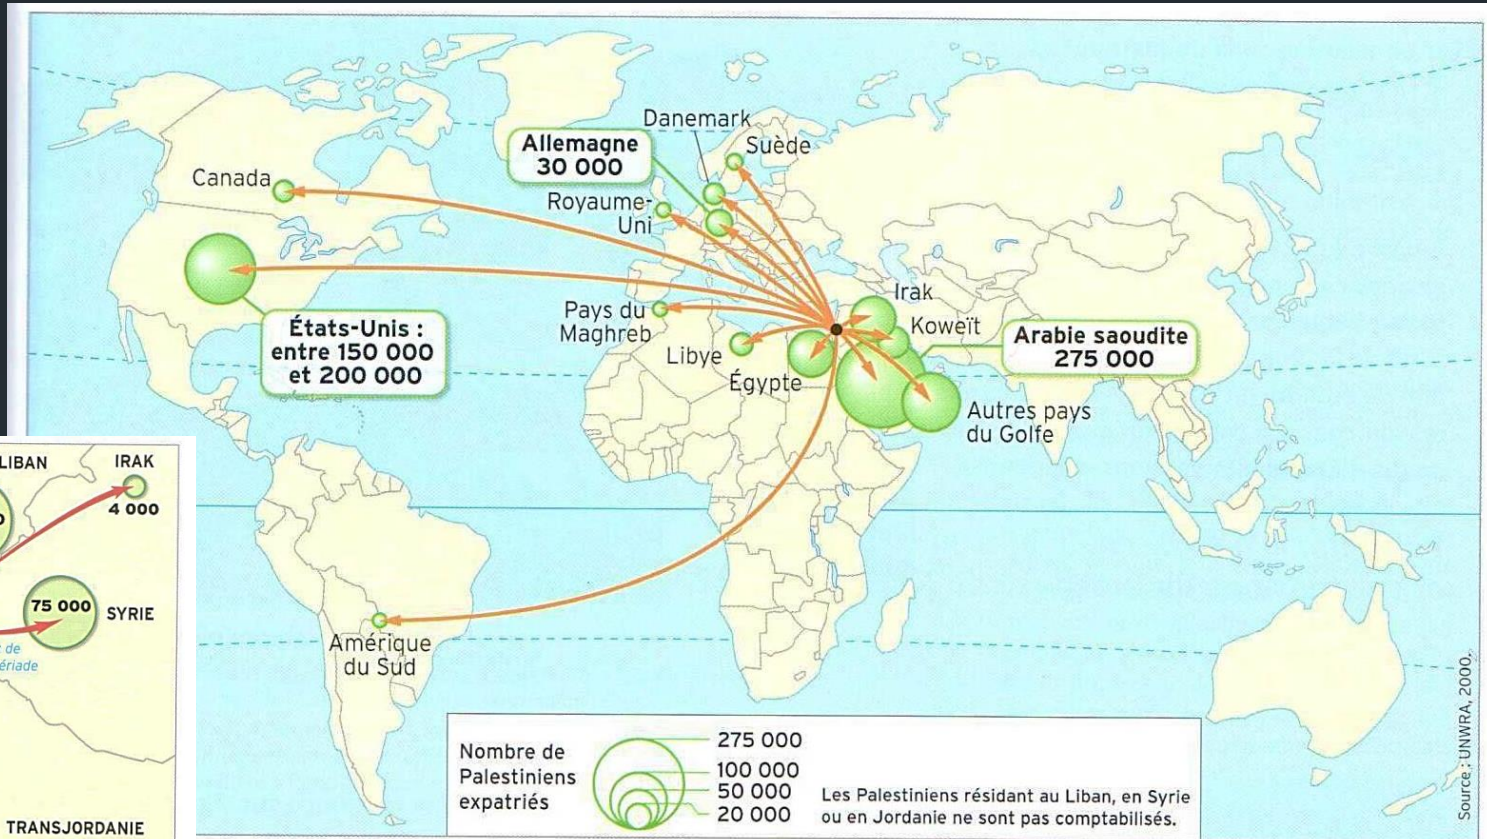 Danemark
Suède
Allemagne
30 000
Canada
Royaume-
Uni
États-Unis :
entre 150 000
et 200 000
Pays du
Maghreb
Libye
Égypte
Irak
Koweït
Arabie saoudite
275 000
Autres pays
du Golfe
Amérique
du Sud
Nombre de
Palestiniens
expatriés
275 000
100 000
50 000
20 000
Les Palestiniens résidant au Liban, en Syrie
ou en Jordanie ne sont pas comptabilisés.
Source : UNWRA, 2000.
LIBAN
IRAK
4 000
75 000
SYRIE
de
TRANSJORDANIE